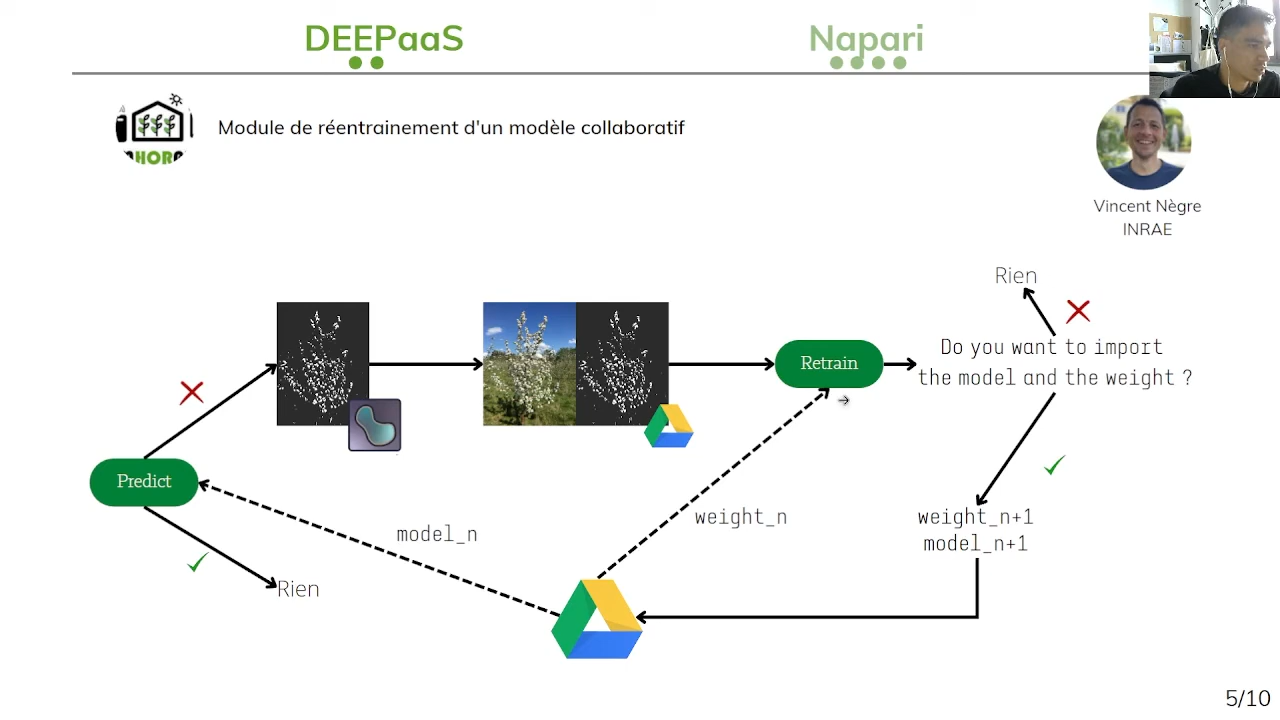 DEEPaaS
Napari
Module de réentrainement d'un modèle collaboratif
Vincent Nègre
INRAE
Rien
Do you want to import
the model and the weight ?
Retrain
Predict
model_n
weight_n
weight_n+1
model_n+1
Rien
5/10